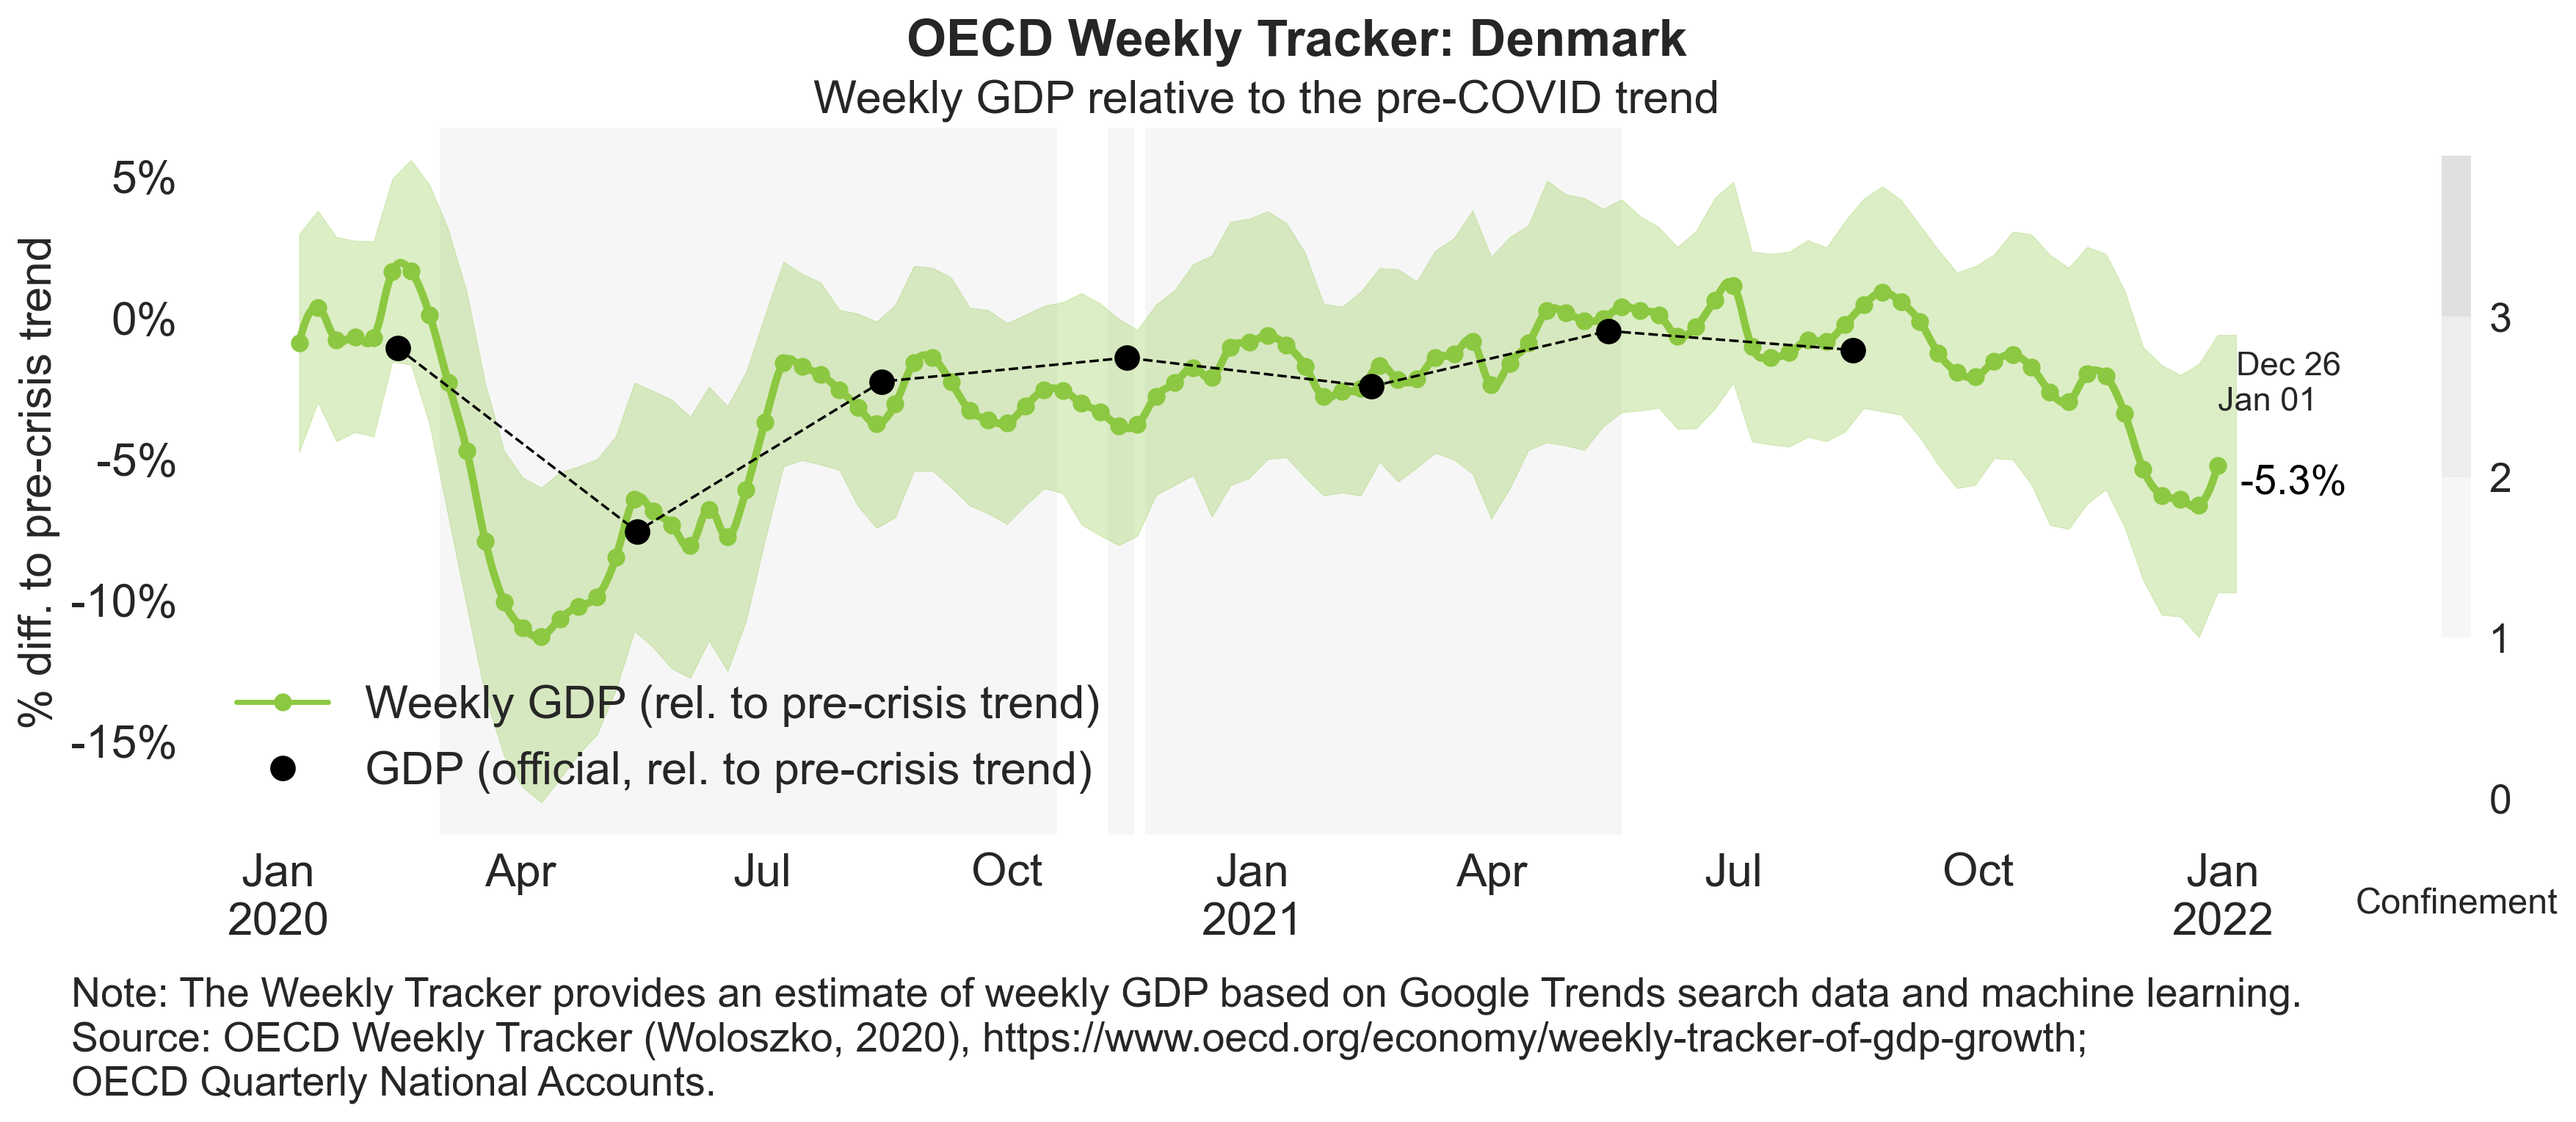 OECD Weekly Tracker: Denmark
Weekly GDP relative to the pre-COVID trend
% diff. to pre-crisis trend
5%
0%
-5%
-10%
-15%
Dec 26
Jan 01
-5.3%
Weekly GDP (rel. to pre-crisis trend)
GDP (official, rel. to pre-crisis trend)
3
2
1
0
Confinement
Jan Apr Jul Oct Jan Apr Jul Oct Jan
2020 2021 2022
Note: The Weekly Tracker provides an estimate of weekly GDP based on Google Trends search data and machine learning.
Source: OECD Weekly Tracker (Woloszko, 2020), https://www.oecd.org/economy/weekly-tracker-of-gdp-growth;
OECD Quarterly National Accounts.